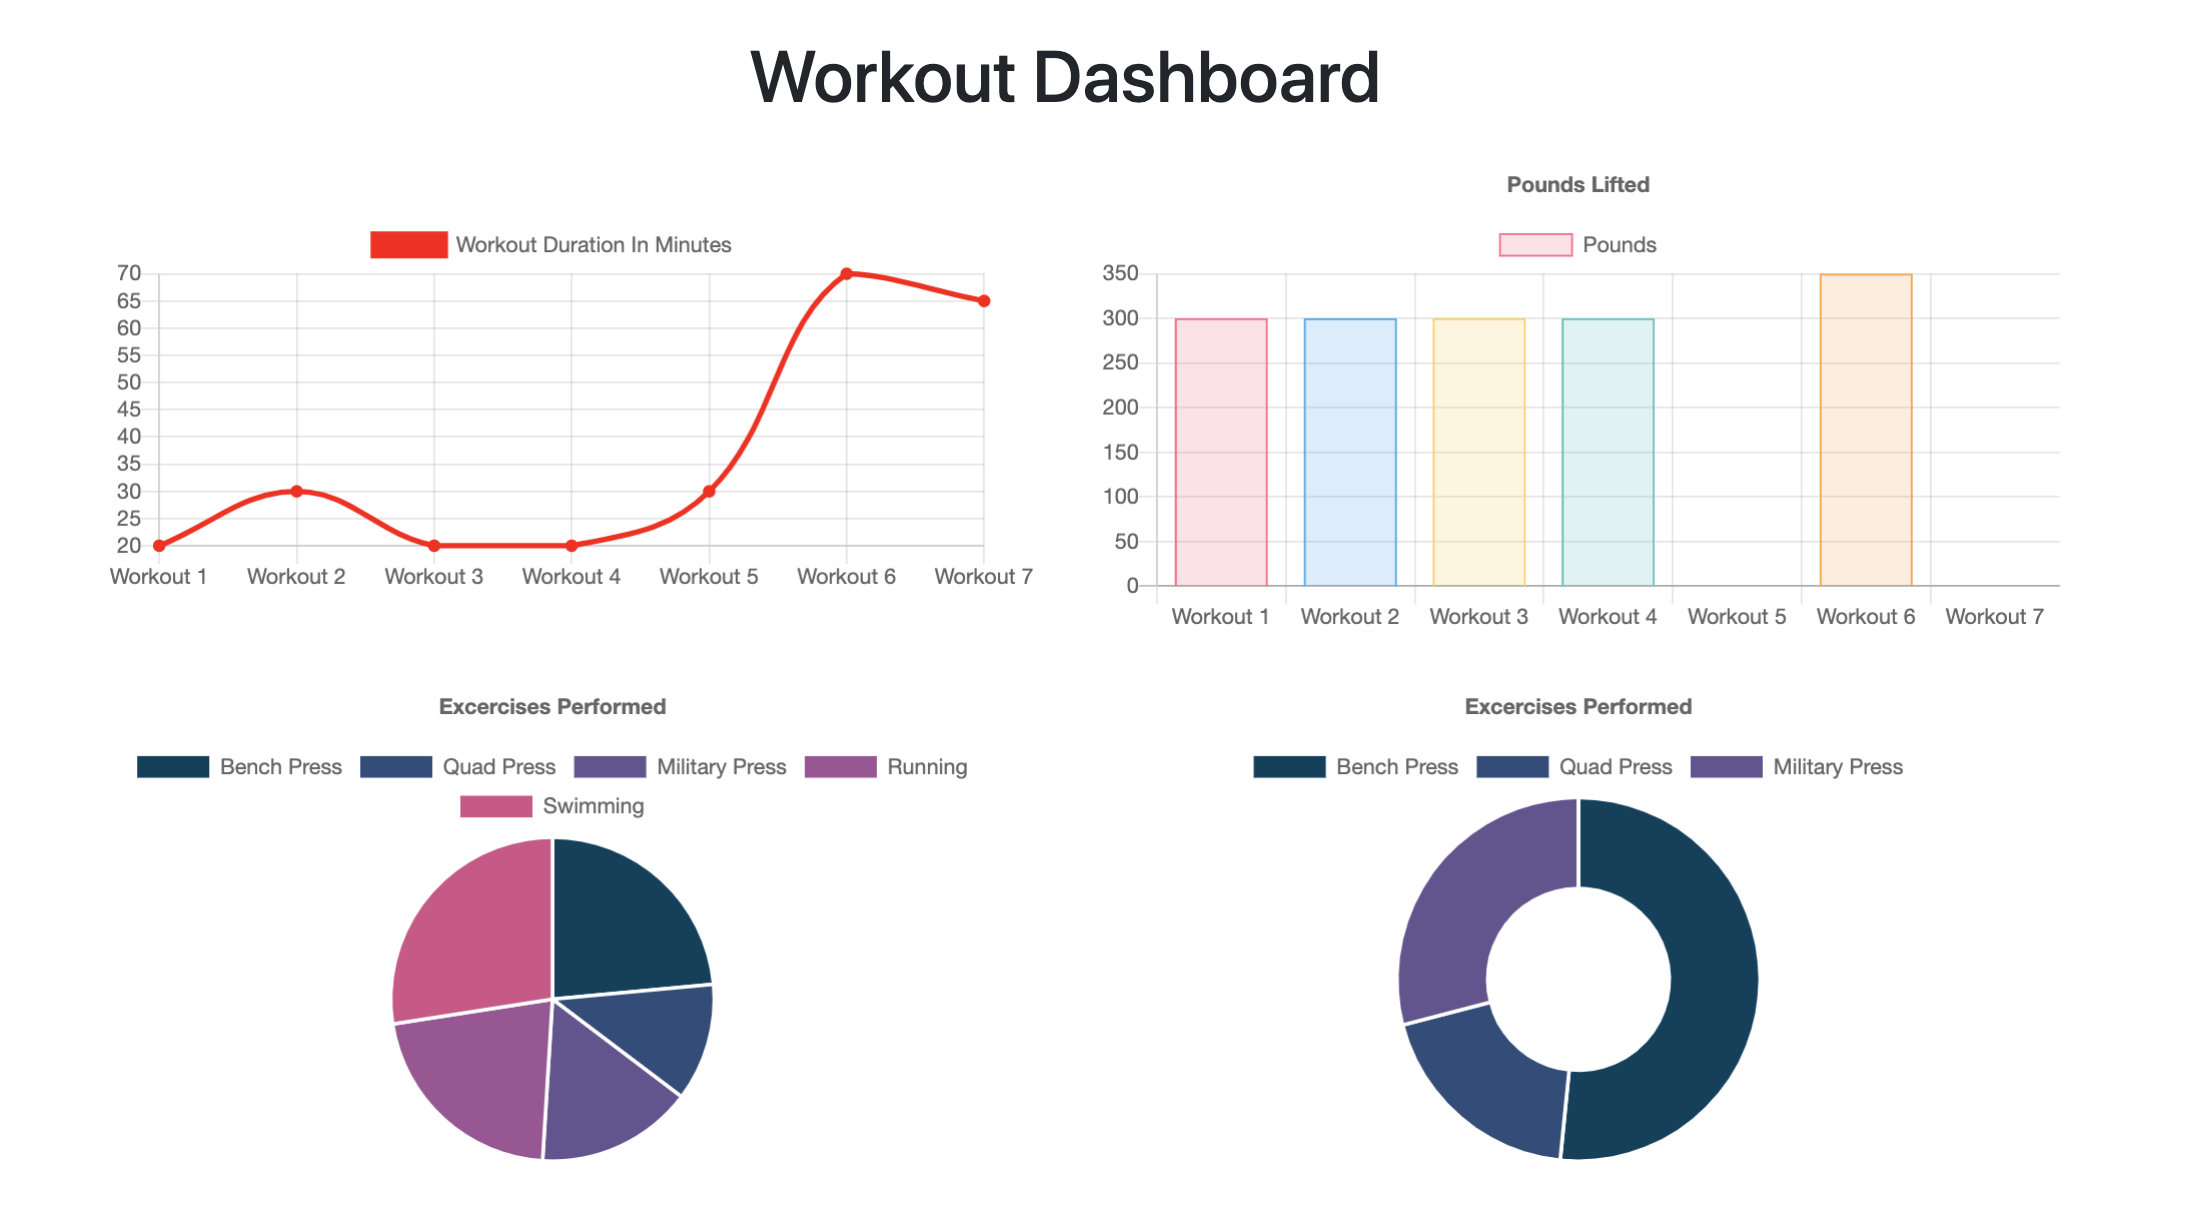 Workout Dashboard
Workout Duration In Minutes
70
65
60
55
50
45
40
35
30
25
20
Workout 1 Workout 2 Workout 3 Workout 4 Workout 5 Workout 6 Workout 7
Pounds Lifted
Pounds
350
300
250
200
150
100
50
0
Workout 1 Workout 2 Workout 3 Workout 4 Workout 5 Workout 6 Workout 7
Excercises Performed
Bench Press Quad Press Military Press Running
Swimming
Excercises Performed
Bench Press Quad Press Military Press